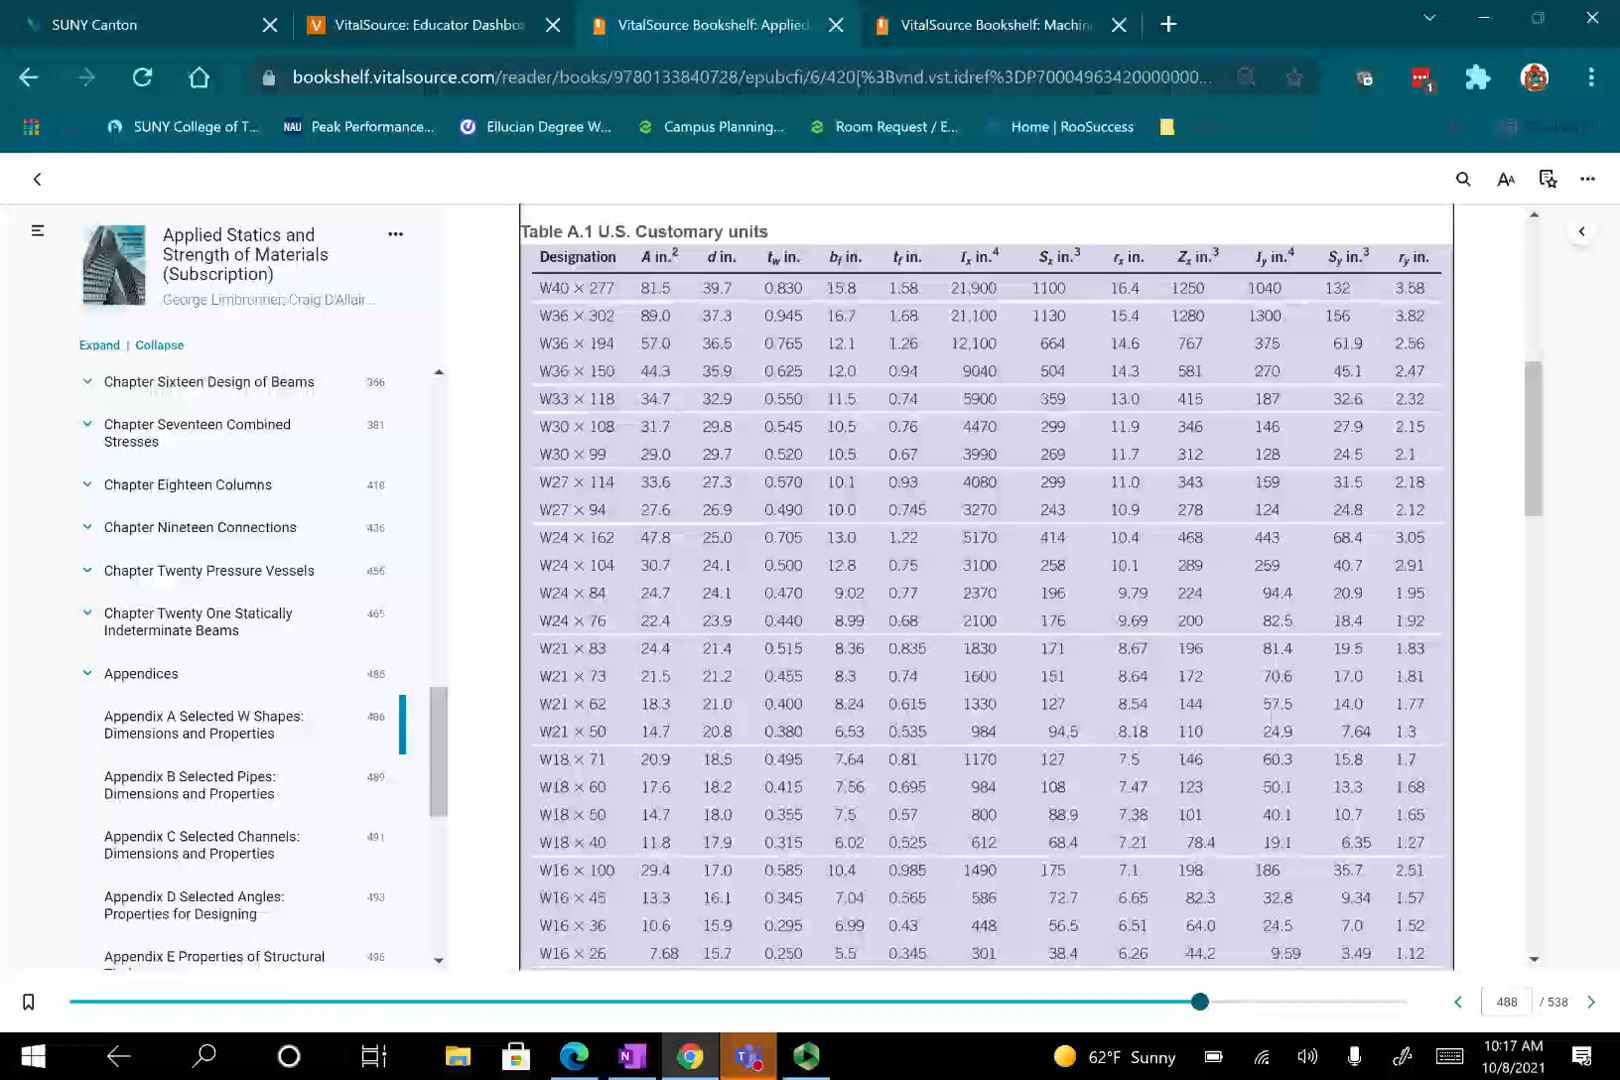 SUNY Canton
VitalSource: Educator Dashbo
VitalSource Bookshelf: Applied
VitalSource Bookshelf: Machin
bookshelf.vitalsource.com/reader/books/9780133840728/epubcfi/6/420[%3Bvnd.vst.idref%3DP70004963420000000...
SUNY College of T... NAU Peak Performance... Ellucian Degree W... Campus Planning... Room Request / E... Home | RooSuccess
Applied Statics and
Strength of Materials
(Subscription)
George Limbrunner; Craig D'Allair...
Expand | Collapse
Chapter Sixteen Design of Beams 366
Chapter Seventeen Combined
Stresses 381
Chapter Eighteen Columns 418
Chapter Nineteen Connections 436
Chapter Twenty Pressure Vessels 456
Chapter Twenty One Statically
Indeterminate Beams 465
Appendices 485
Appendix A Selected W Shapes:
Dimensions and Properties 486
Appendix B Selected Pipes:
Dimensions and Properties 489
Appendix C Selected Channels:
Dimensions and Properties 491
Appendix D Selected Angles:
Properties for Designing 493
Appendix E Properties of Structural 495
Table A.1 U.S. Customary units
Designation A in.² d in. t_w in. b_f in. t_f in. I_x in.⁴ S_x in.³ r_x in. Z_x in.³ I_y in.⁴ S_y in.³ r_y in.
W40 × 277 81.5 39.7 0.830 15.8 1.58 21,900 1100 16.4 1250 1040 132 3.58
W36 × 302 89.0 37.3 0.945 16.7 1.68 21,100 1130 15.4 1280 1300 156 3.82
W36 × 194 57.0 36.5 0.765 12.1 1.26 12,100 664 14.6 767 375 61.9 2.56
W36 × 150 44.3 35.9 0.625 12.0 0.94 9040 504 14.3 581 270 45.1 2.47
W33 × 118 34.7 32.9 0.550 11.5 0.74 5900 359 13.0 415 187 32.6 2.32
W30 × 108 31.7 29.8 0.545 10.5 0.76 4470 299 11.9 346 146 27.9 2.15
W30 × 99 29.0 29.7 0.520 10.5 0.67 3990 269 11.7 312 128 24.5 2.1
W27 × 114 33.6 27.3 0.570 10.1 0.93 4080 299 11.0 343 159 31.5 2.18
W27 × 94 27.6 26.9 0.490 10.0 0.745 3270 243 10.9 278 124 24.8 2.12
W24 × 162 47.8 25.0 0.705 13.0 1.22 5170 414 10.4 468 443 68.4 3.05
W24 × 104 30.7 24.1 0.500 12.8 0.75 3100 258 10.1 289 259 40.7 2.91
W24 × 84 24.7 24.1 0.470 9.02 0.77 2370 196 9.79 224 94.4 20.9 1.95
W24 × 76 22.4 23.9 0.440 8.99 0.68 2100 176 9.69 200 82.5 18.4 1.92
W21 × 83 24.4 21.4 0.515 8.36 0.835 1830 171 8.67 196 81.4 19.5 1.83
W21 × 73 21.5 21.2 0.455 8.3 0.74 1600 151 8.64 172 70.6 17.0 1.81
W21 × 62 18.3 21.0 0.400 8.24 0.615 1330 127 8.54 144 57.5 14.0 1.77
W21 × 50 14.7 20.8 0.380 6.53 0.535 984 94.5 8.18 110 24.9 7.64 1.3
W18 × 71 20.9 18.5 0.495 7.64 0.81 1170 127 7.5 146 60.3 15.8 1.7
W18 × 60 17.6 18.2 0.415 7.56 0.695 984 108 7.47 123 50.1 13.3 1.68
W18 × 50 14.7 18.0 0.355 7.5 0.57 800 88.9 7.38 101 40.1 10.7 1.65
W18 × 40 11.8 17.9 0.315 6.02 0.525 612 68.4 7.21 78.4 19.1 6.35 1.27
W16 × 100 29.4 17.0 0.585 10.4 0.985 1490 175 7.1 198 186 35.7 2.51
W16 × 45 13.3 16.1 0.345 7.04 0.565 586 72.7 6.65 82.3 32.8 9.34 1.57
W16 × 36 10.6 15.9 0.295 6.99 0.43 448 56.5 6.51 64.0 24.5 7.0 1.52
W16 × 26 7.68 15.7 0.250 5.5 0.345 301 38.4 6.26 44.2 9.59 3.49 1.12
488 / 538
62°F Sunny
10:17 AM
10/8/2021